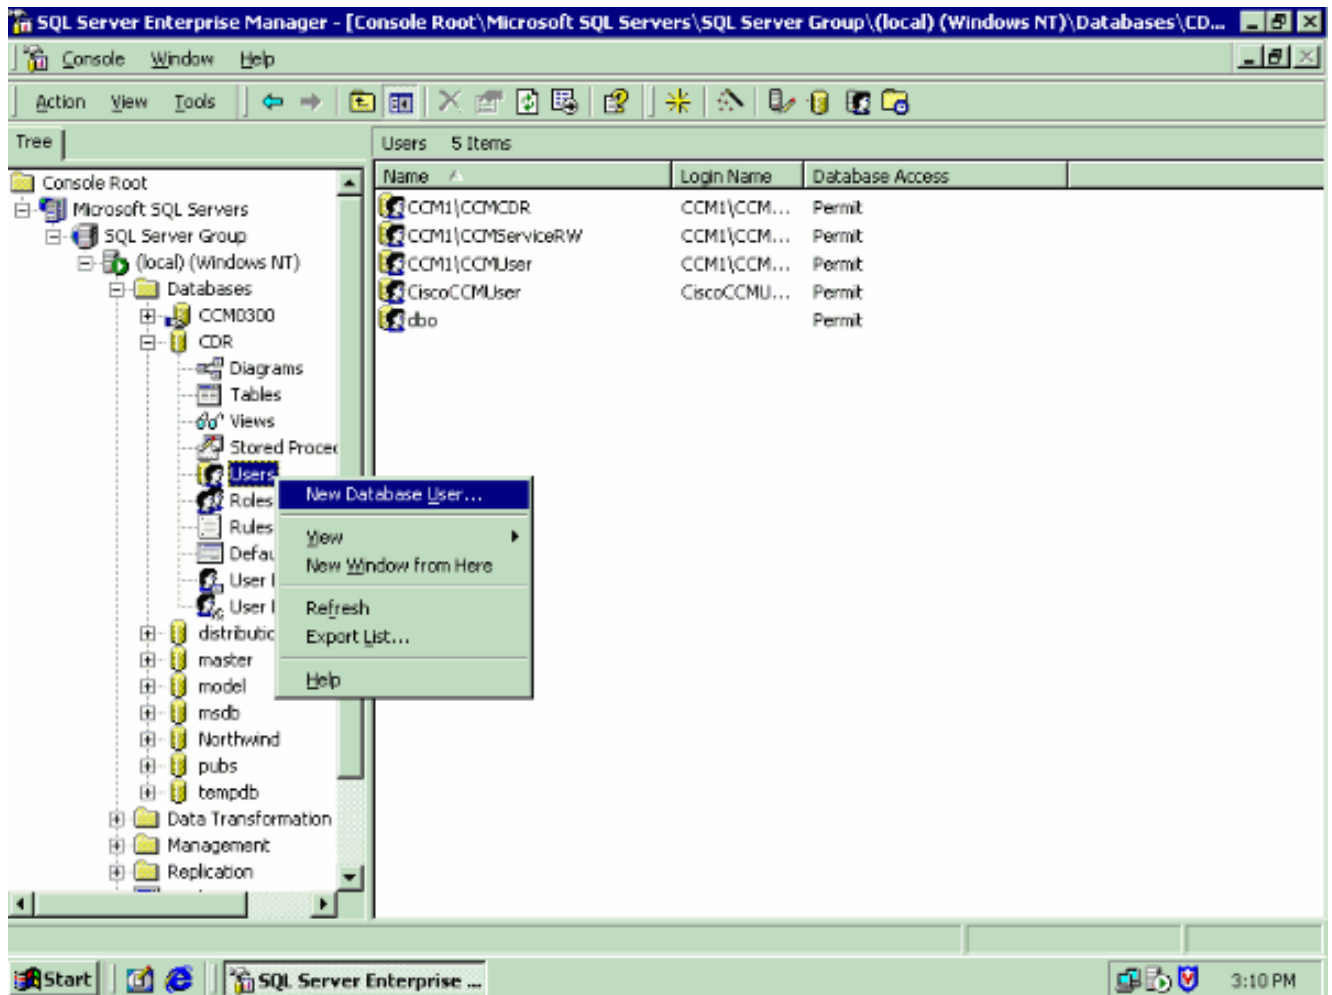 SQL Server Enterprise Manager - [Console Root\Microsoft SQL Servers\SQL Server Group\(local) (Windows NT)\Databases\CD...
Console Window Help
Action View Tools
Tree
Users 5 Items
Name Login Name Database Access
CCM1\CCMCDR CCM1\CCM... Permit
CCM1\CCMServiceRW CCM1\CCM... Permit
CCM1\CCMUser CCM1\CCM... Permit
CiscoCCMUser CiscoCCMU... Permit
dbo Permit
Console Root
Microsoft SQL Servers
SQL Server Group
(local) (Windows NT)
Databases
CCM0300
CDR
Diagrams
Tables
Views
Stored Proced
Users
Roles
Rules
Defau
User
User
distributic
master
model
msdb
Northwind
pubs
tempdb
Data Transformation
Management
Replication
New Database User...
View
New Window from Here
Refresh
Export List...
Help
Start
SQL Server Enterprise ...
3:10 PM